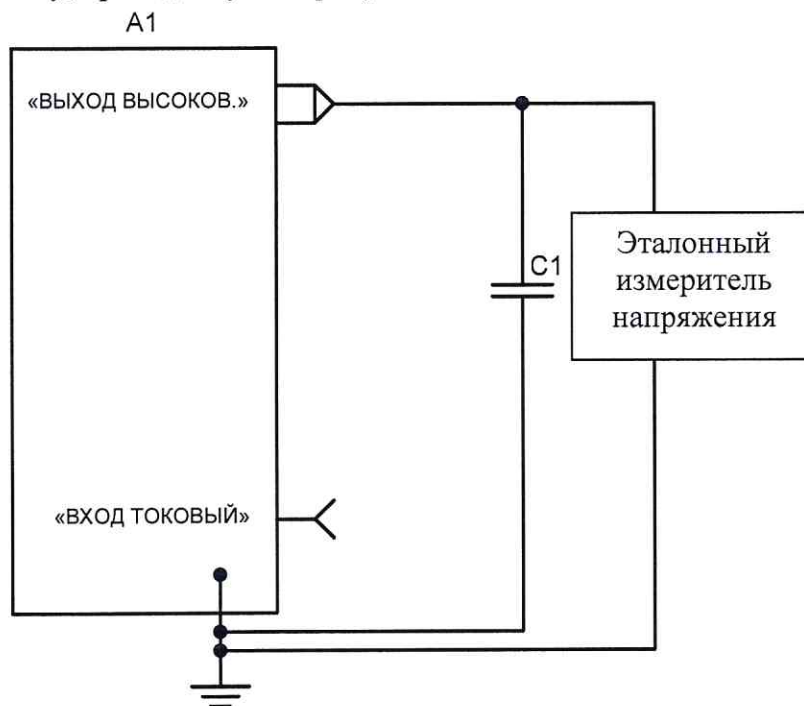 A1
«ВЫХОД ВЫСОКОВ.»
C1
Эталонный
измеритель
напряжения
«ВХОД ТОКОВЫЙ»